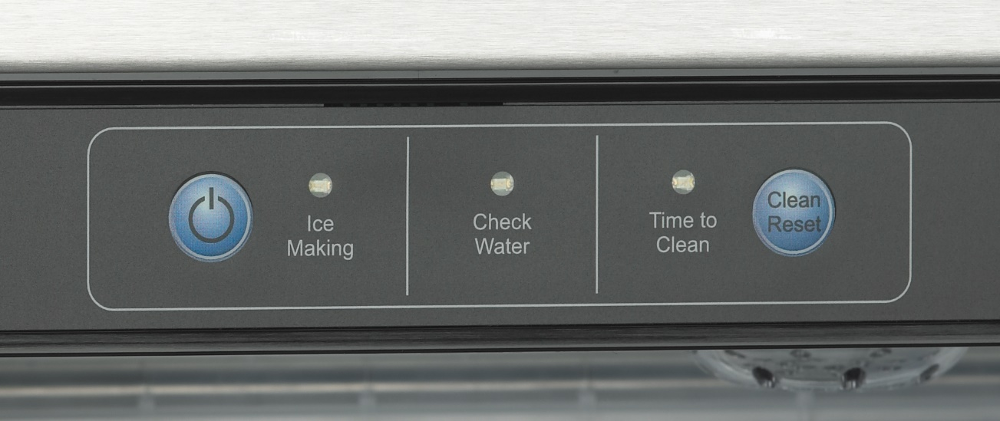 Ice
Making
Check
Water
Time to
Clean
Clean
Reset